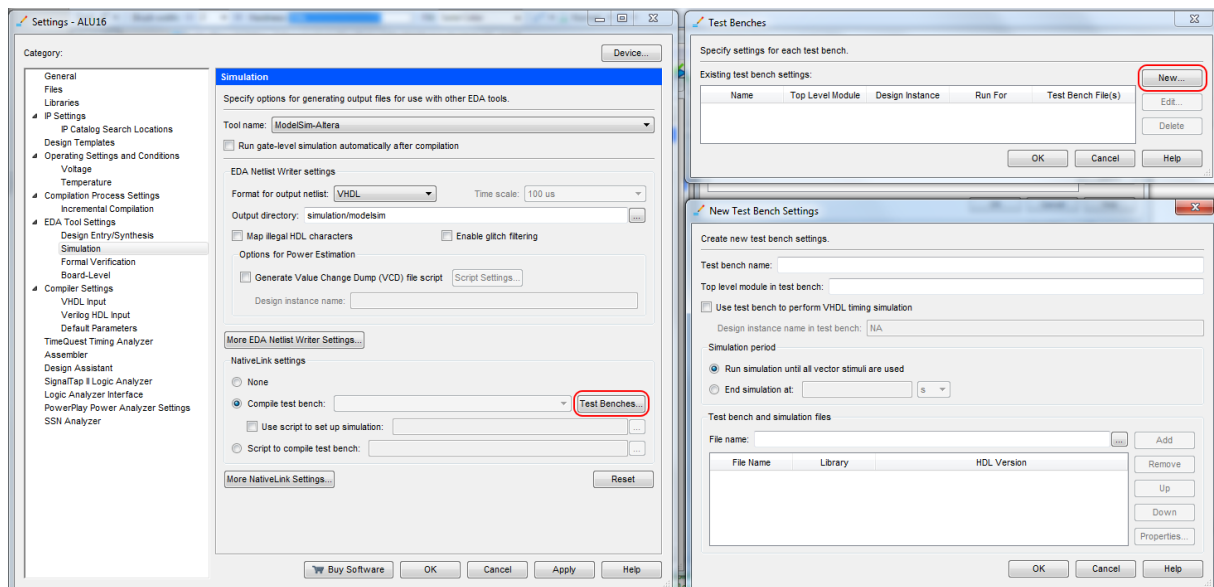 Settings - ALU16
Category:
Device...
General
Files
Libraries
IP Settings
IP Catalog Search Locations
Design Templates
Operating Settings and Conditions
Voltage
Temperature
Compilation Process Settings
Incremental Compilation
EDA Tool Settings
Design Entry/Synthesis
Simulation
Formal Verification
Board-Level
Compiler Settings
VHDL Input
Verilog HDL Input
Default Parameters
TimeQuest Timing Analyzer
Assembler
Design Assistant
SignalTap II Logic Analyzer
Logic Analyzer Interface
PowerPlay Power Analyzer Settings
SSN Analyzer
Simulation
Specify options for generating output files for use with other EDA tools.
Tool name: ModelSim-Altera
Run gate-level simulation automatically after compilation
EDA Netlist Writer settings
Format for output netlist: VHDL Time scale: 100 us
Output directory: simulation/modelsim ...
Map illegal HDL characters Enable glitch filtering
Options for Power Estimation
Generate Value Change Dump (VCD) file script Script Settings...
Design instance name:
More EDA Netlist Writer Settings...
NativeLink settings
None
Compile test bench: Test Benches...
Use script to set up simulation: ...
Script to compile test bench: ...
More NativeLink Settings... Reset
Buy Software OK Cancel Apply Help
Test Benches
Specify settings for each test bench.
Existing test bench settings: New...
Name Top Level Module Design Instance Run For Test Bench File(s)
Edit...
Delete
OK Cancel Help
New Test Bench Settings
Create new test bench settings.
Test bench name:
Top level module in test bench:
Use test bench to perform VHDL timing simulation
Design instance name in test bench: NA
Simulation period
Run simulation until all vector stimuli are used
End simulation at: s
Test bench and simulation files
File name: ... Add
File Name Library HDL Version
Remove
Up
Down
Properties...
OK Cancel Help